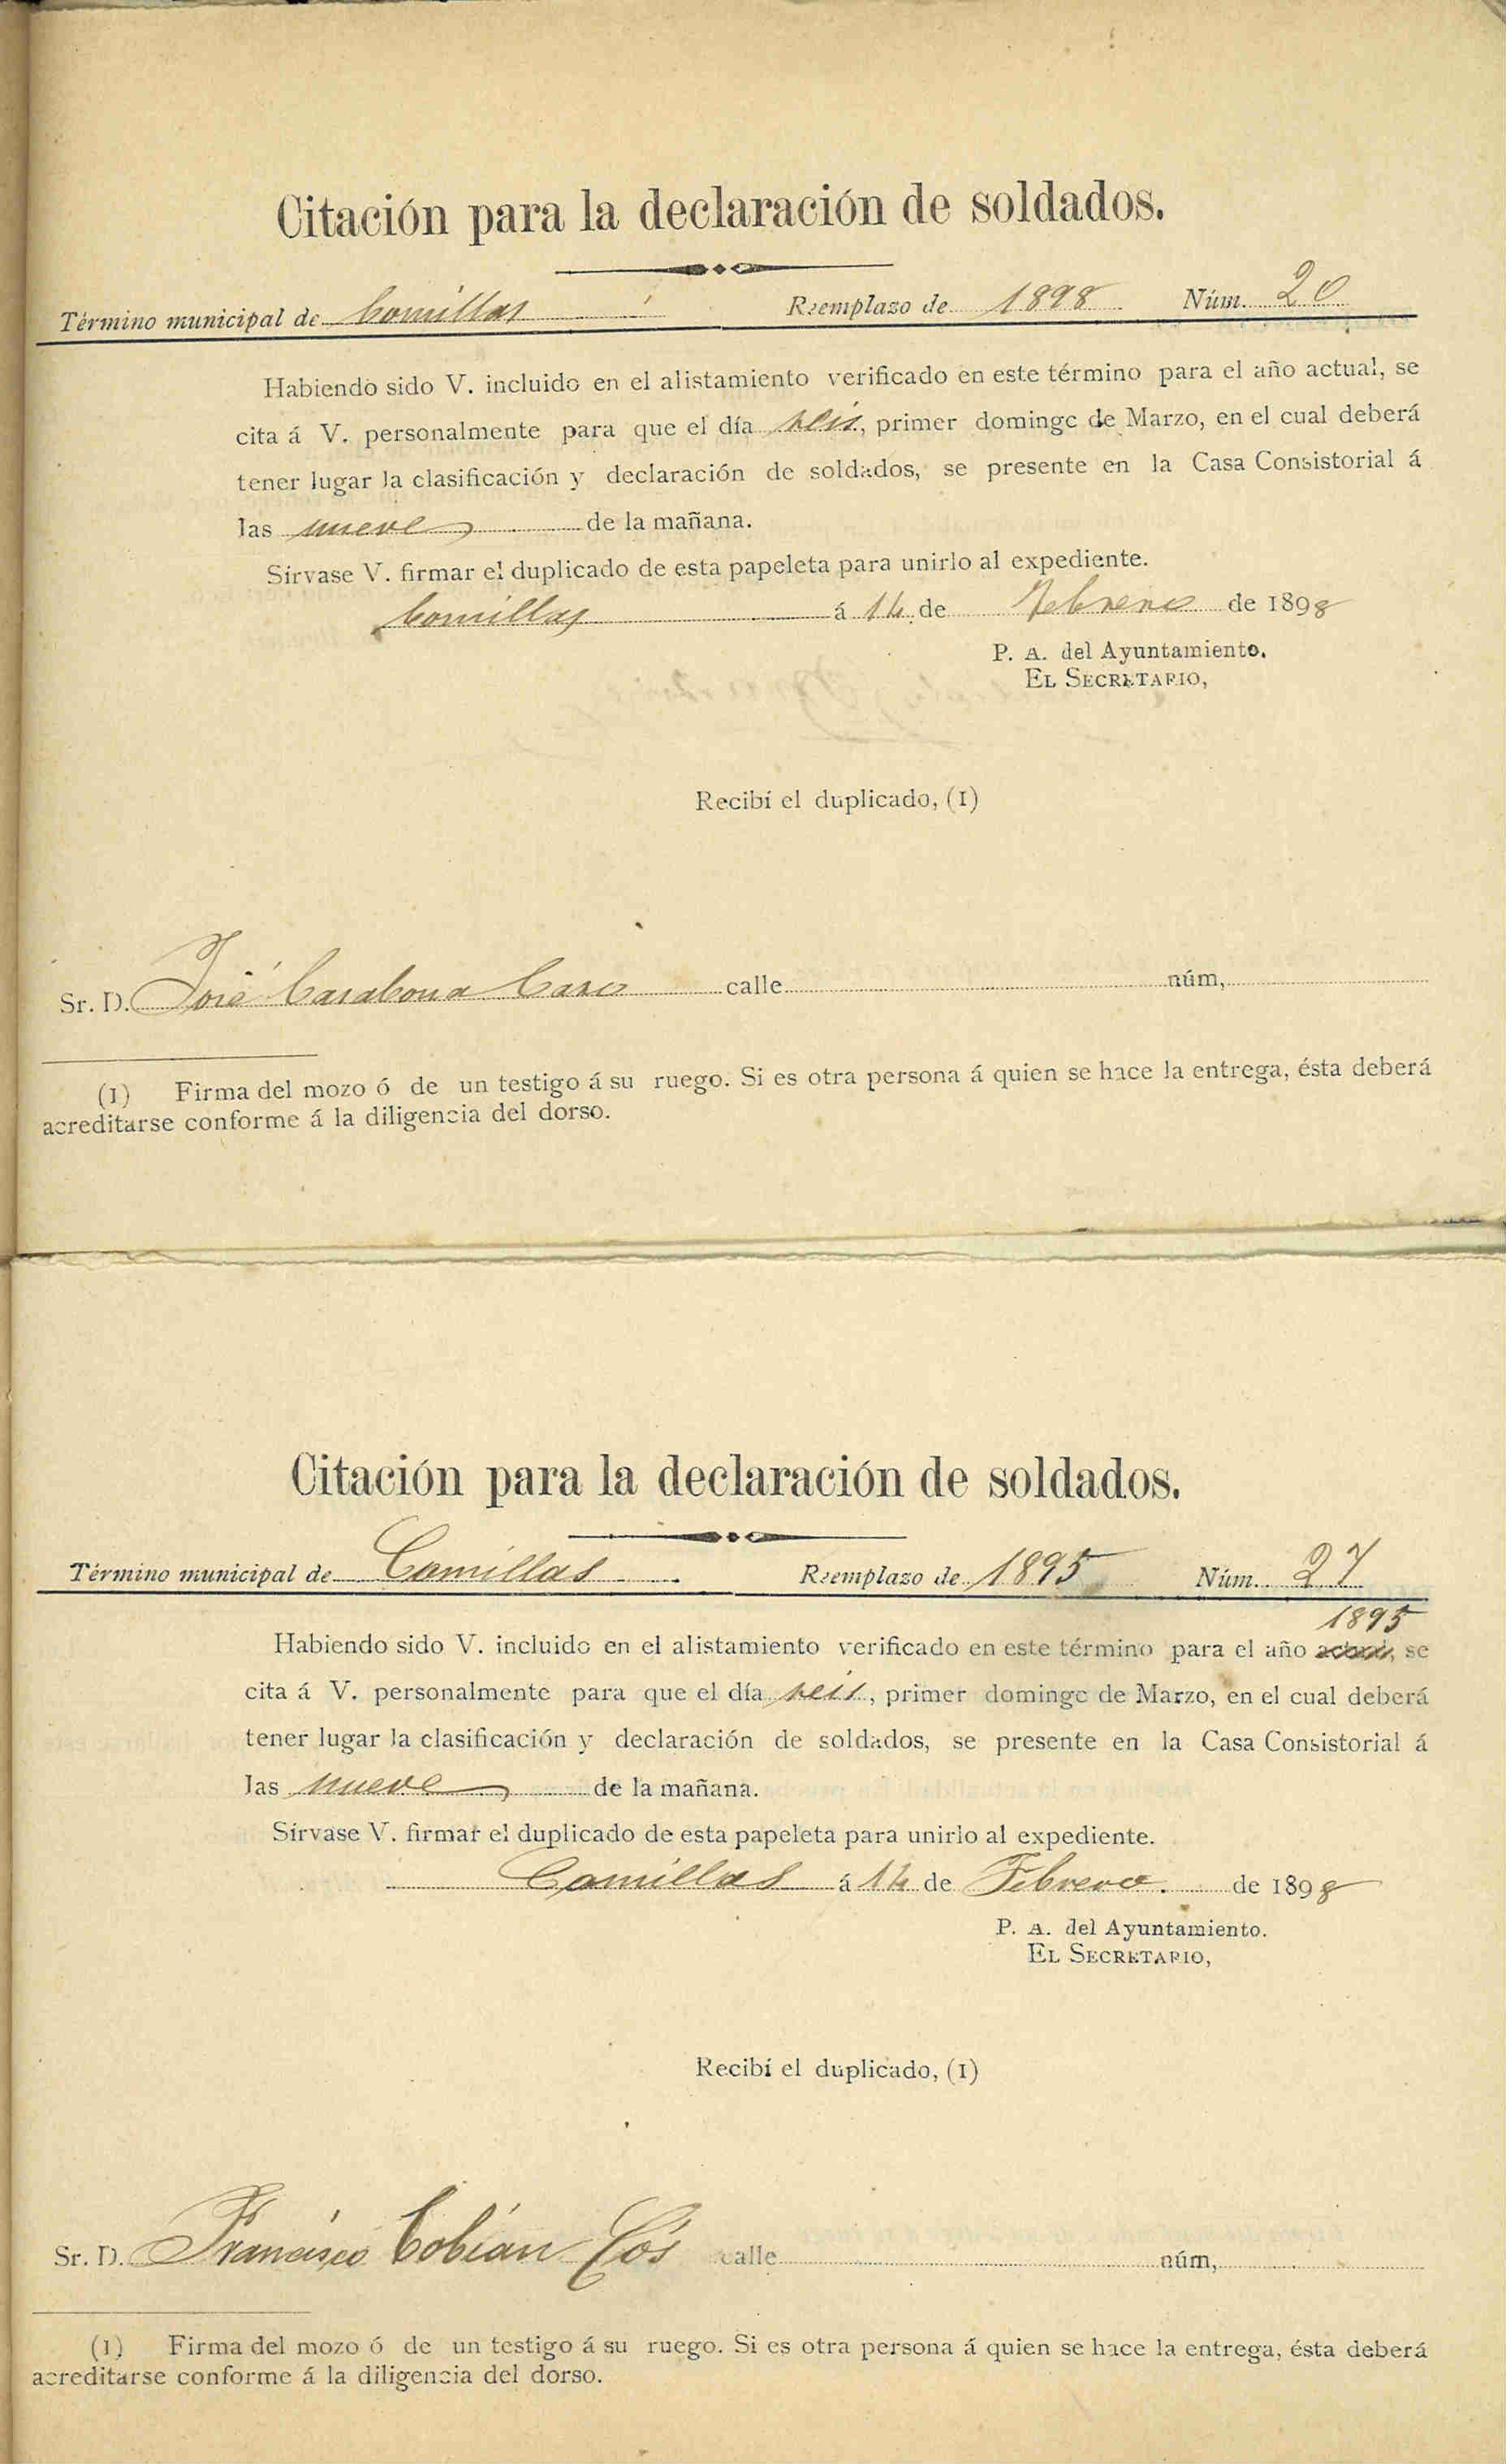 Citación para la declaración de soldados.
Término municipal de Comillas Reemplazo de 1898 Núm. 20
Habiendo sido V. incluido en el alistamiento verificado en este término para el año actual, se
cita á V. personalmente para que el día seis, primer domingo de Marzo, en el cual deberá
tener lugar la clasificación y declaración de soldados, se presente en la Casa Consistorial á
las nueve de la mañana.
Sírvase V. firmar el duplicado de esta papeleta para unirlo al expediente.
Comillas á 14 de Febrero de 1898
P. A. del Ayuntamiento.
EL SECRETARIO,
Recibí el duplicado, (1)
Sr. D. José Casabona Caso calle núm,
(1) Firma del mozo ó de un testigo á su ruego. Si es otra persona á quien se hace la entrega, ésta deberá
acreditarse conforme á la diligencia del dorso.
Citación para la declaración de soldados.
Término municipal de Comillas Reemplazo de 1895 Núm. 27
1895
Habiendo sido V. incluido en el alistamiento verificado en este término para el año actual, se
cita á V. personalmente para que el día seis, primer domingo de Marzo, en el cual deberá
tener lugar la clasificación y declaración de soldados, se presente en la Casa Consistorial á
las nueve de la mañana.
Sírvase V. firmar el duplicado de esta papeleta para unirlo al expediente.
Comillas á 14 de Febrero de 1898
P. A. del Ayuntamiento.
EL SECRETARIO,
Recibí el duplicado, (1)
Sr. D. Francisco Cobian Cós calle núm,
(1) Firma del mozo ó de un testigo á su ruego. Si es otra persona á quien se hace la entrega, ésta deberá
acreditarse conforme á la diligencia del dorso.